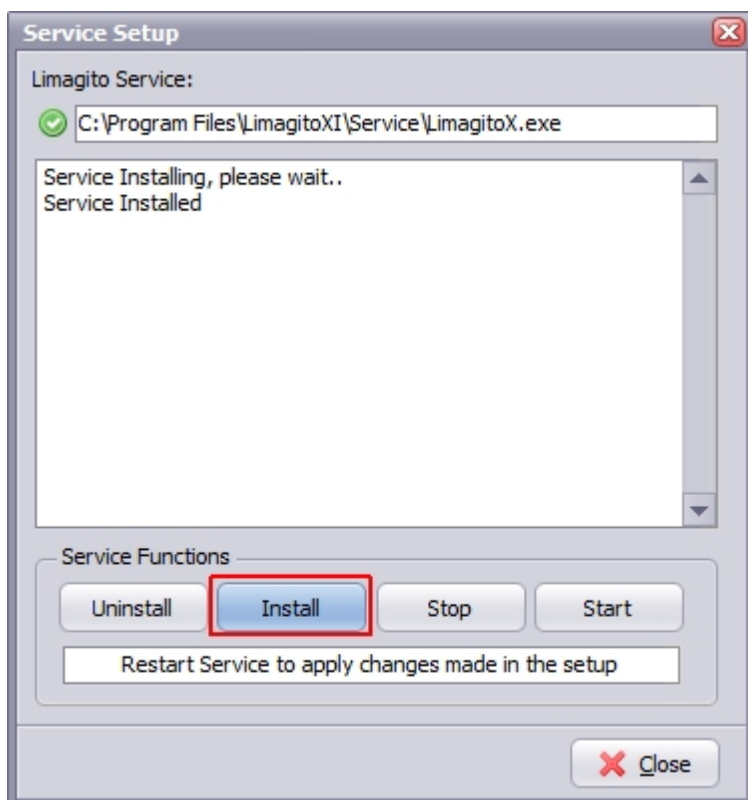 Service Setup
Limagito Service:
C:\Program Files\LimagitoXI\Service\LimagitoX.exe
Service Installing, please wait..
Service Installed
Service Functions
Uninstall Install Stop Start
Restart Service to apply changes made in the setup
Close